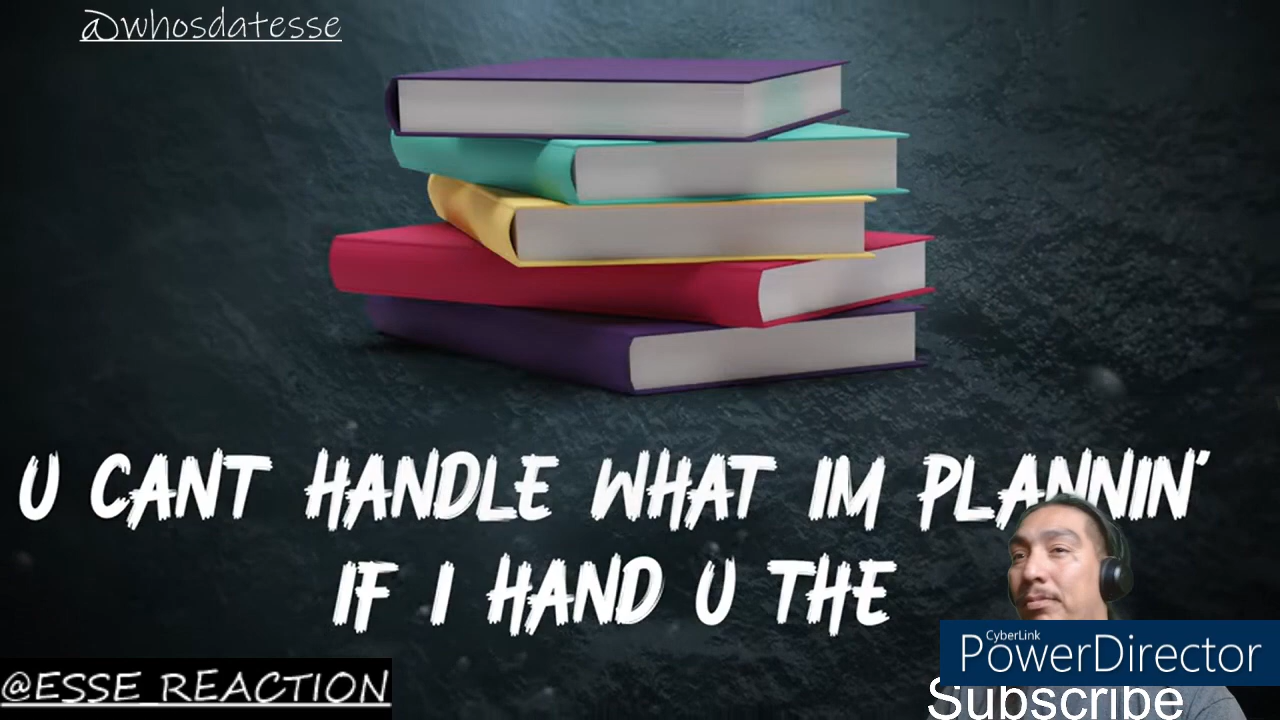 @whosdatesse
U CANT HANDLE WHAT IM PLANNIN'
IF I HAND U THE
CyberLink
PowerDirector
@ESSE REACTION
Subscribe